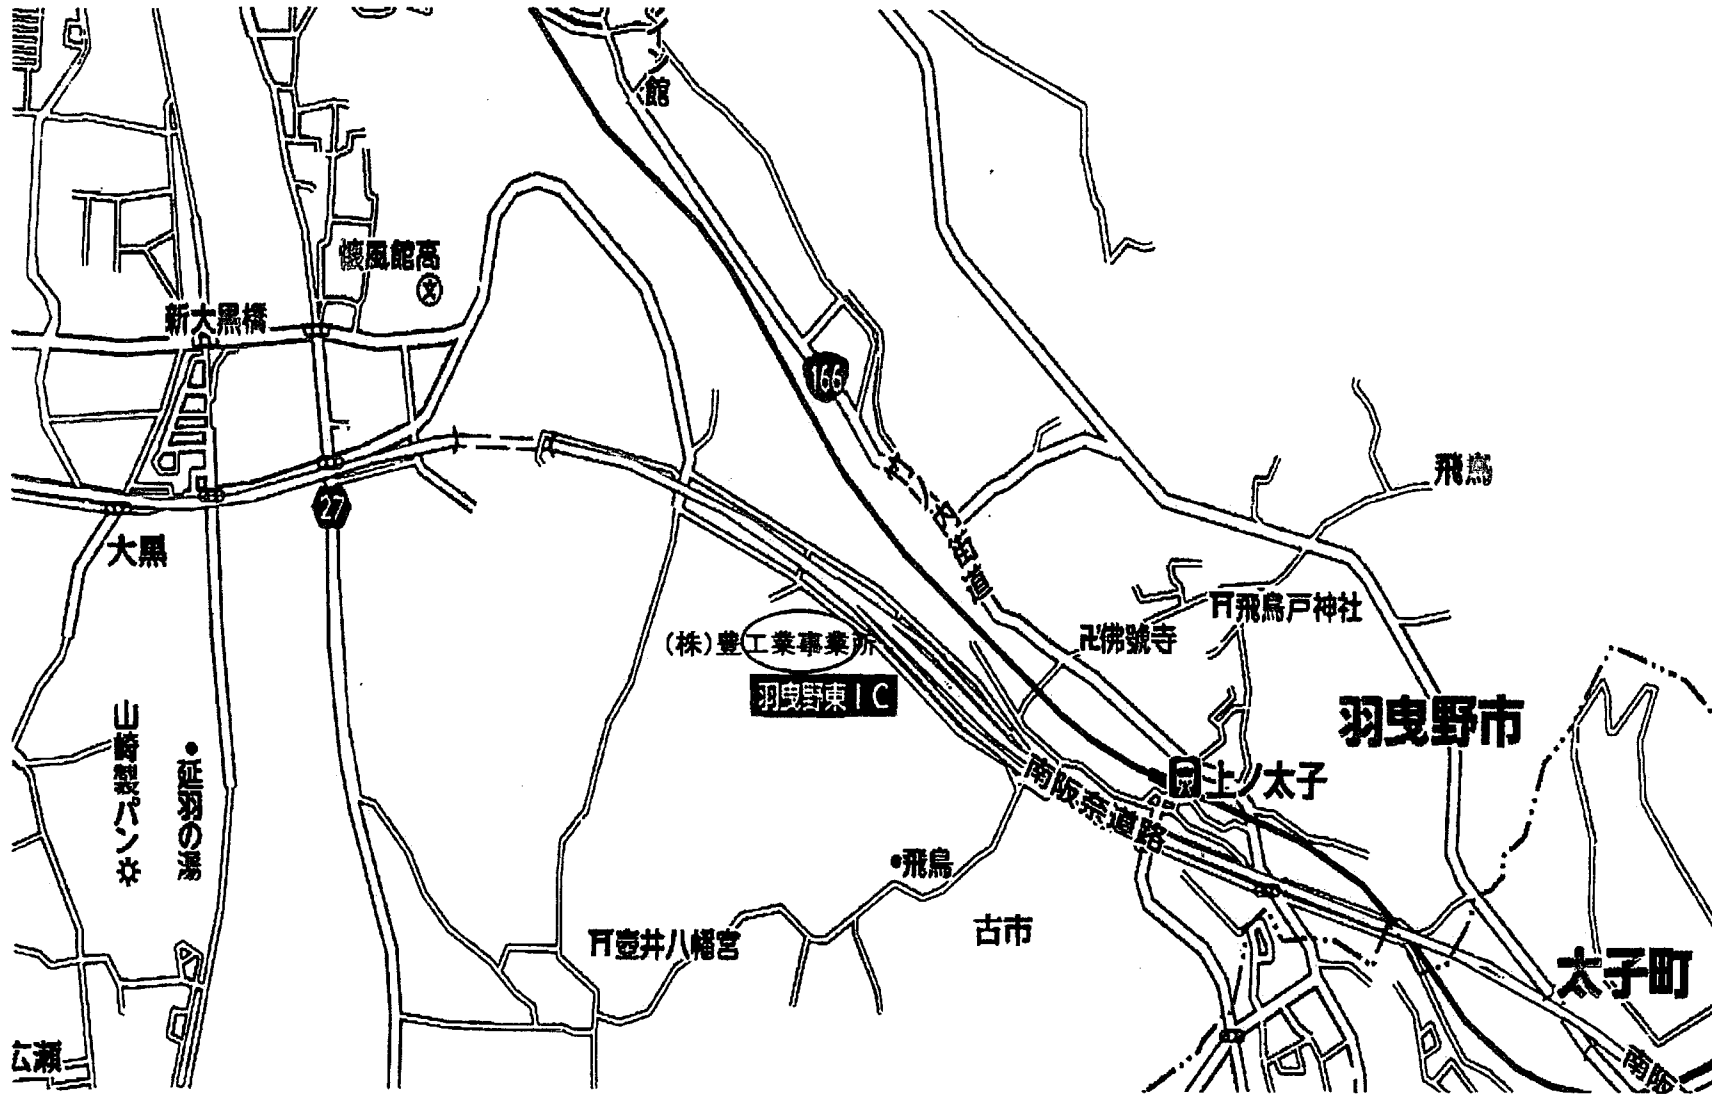 館
懐風館高
新大黒橋
166
竹ノ内街道
飛鳥
27
大黒
飛鳥戸神社
佛號寺
(株)豊工業事業所
羽曳野東IC
羽曳野市
山崎製パン
延羽の湯
上ノ太子
南阪奈道路
飛鳥
古市
壺井八幡宮
太子町
広瀬
南阪